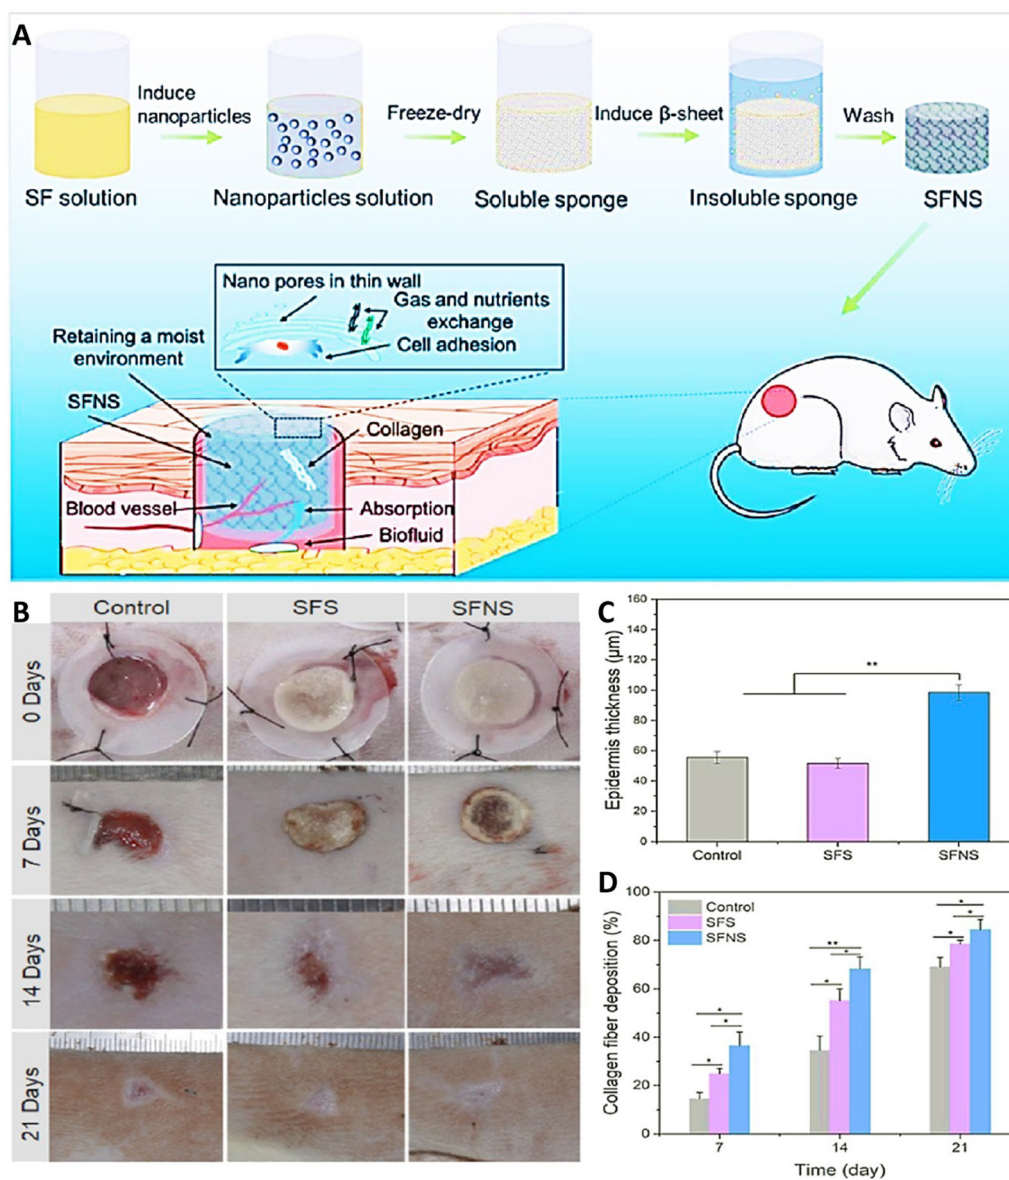 A
Induce
nanoparticles
Freeze-dry
Induce β-sheet
Wash
SF solution
Nanoparticles solution
Soluble sponge
Insoluble sponge
SFNS
Nano pores in thin wall
Gas and nutrients
exchange
Cell adhesion
Retaining a moist
environment
SFNS
Collagen
Blood vessel
Absorption
Biofluid
B
Control
SFS
SFNS
0 Days
7 Days
14 Days
21 Days
C
Epidermis thickness (μm)
160
140
120
100
80
60
40
20
0
**
Control
SFS
SFNS
D
Collagen fiber deposition (%)
100
80
60
40
20
0
Control
SFS
SFNS
*
*
*
**
*
*
*
*
*
7
14
21
Time (day)